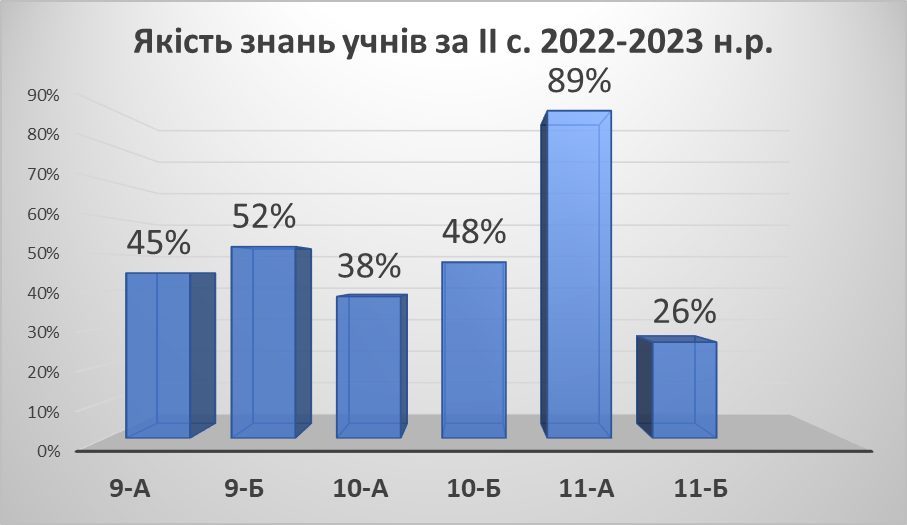 Якість знань учнів за ІІ с. 2022-2023 н.р.
90%
80%
70%
60%
50%
40%
30%
20%
10%
0%
45%
52%
38%
48%
89%
26%
9-А
9-Б
10-А
10-Б
11-А
11-Б